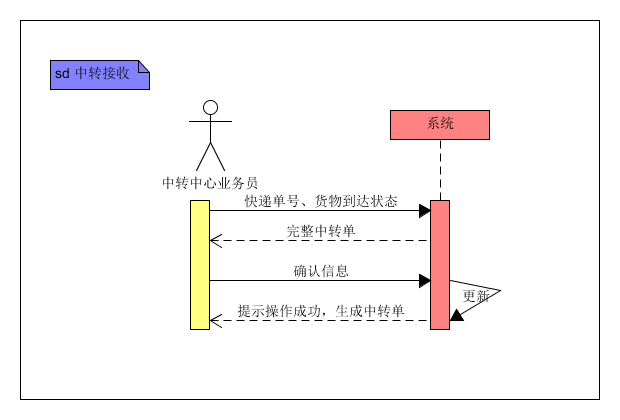 sd 中转接收
系统
中转中心业务员
快递单号、货物到达状态
完整中转单
确认信息
更新
提示操作成功，生成中转单